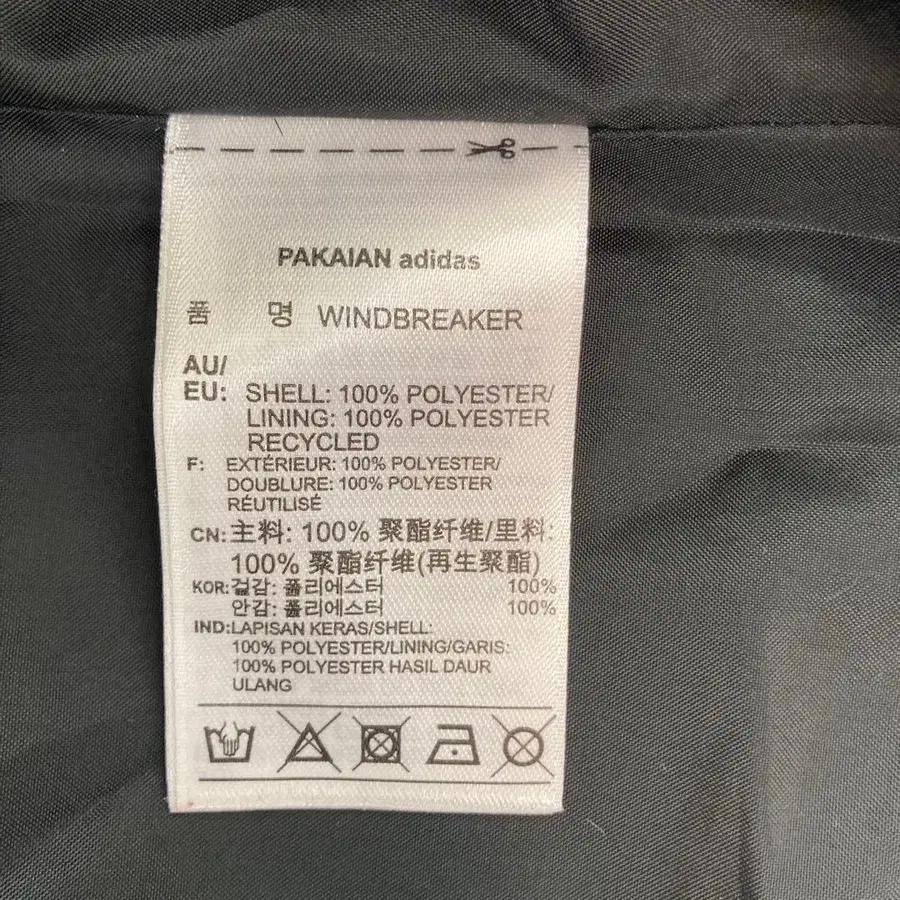 PAKAIAN adidas
품 명 WINDBREAKER
AU/
EU: SHELL: 100% POLYESTER/
LINING: 100% POLYESTER
RECYCLED
F: EXTÉRIEUR: 100% POLYESTER/
DOUBLURE: 100% POLYESTER
RÉUTILISÉ
CN: 主料: 100% 聚酯纤维/里料:
100% 聚酯纤维(再生聚酯)
KOR: 겉감: 폴리에스터 100%
안감: 폴리에스터 100%
IND: LAPISAN KERAS/SHELL:
100% POLYESTER/LINING/GARIS:
100% POLYESTER HASIL DAUR
ULANG